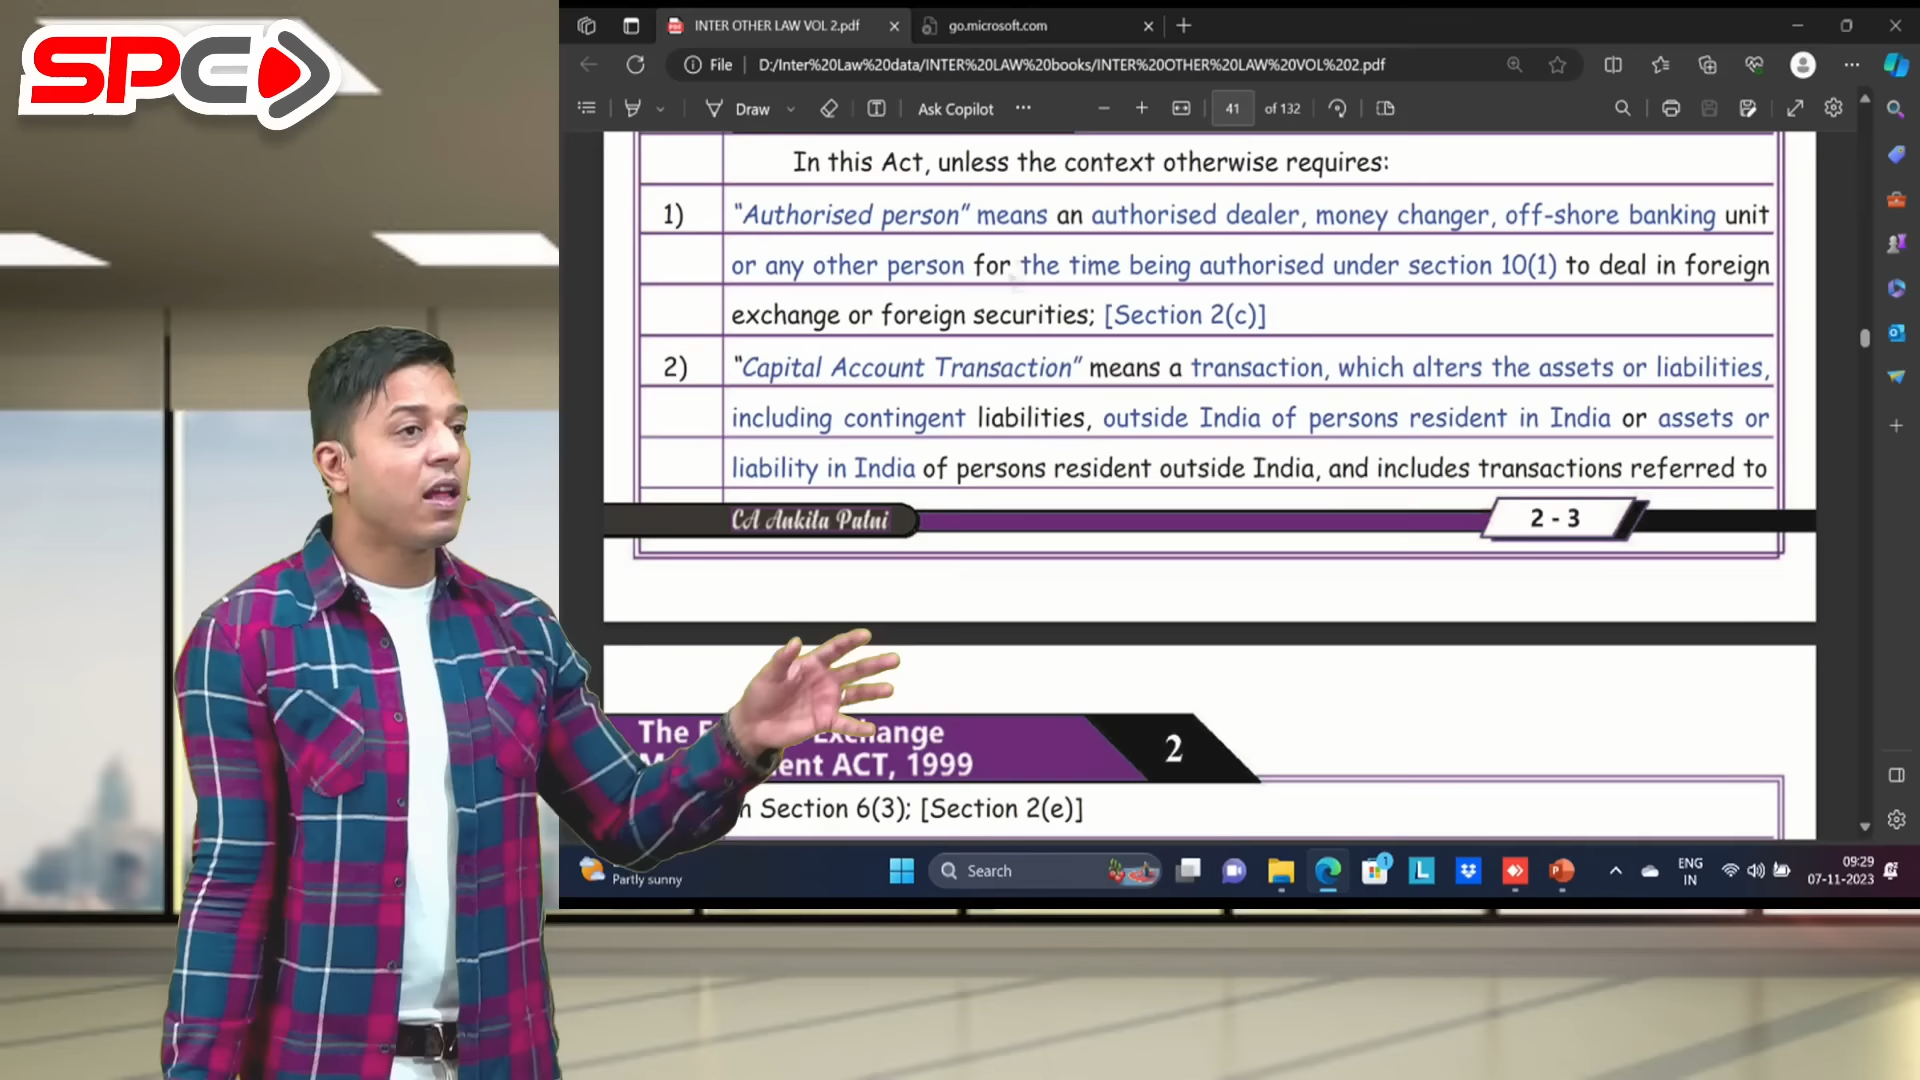 SPC
INTER OTHER LAW VOL 2.pdf
go.microsoft.com
File
D:/Inter%20Law%20data/INTER%20LAW%20books/INTER%20OTHER%20LAW%20VOL%202.pdf
Draw
Ask Copilot
41
of 132
In this Act, unless the context otherwise requires:
1) “Authorised person” means an authorised dealer, money changer, off-shore banking unit
or any other person for the time being authorised under section 10(1) to deal in foreign
exchange or foreign securities; [Section 2(c)]
2) “Capital Account Transaction” means a transaction, which alters the assets or liabilities,
including contingent liabilities, outside India of persons resident in India or assets or
liability in India of persons resident outside India, and includes transactions referred to
CA Ankita Patni
2 - 3
The Exchange
ent ACT, 1999
2
Section 6(3); [Section 2(e)]
Partly sunny
Search
1
ENG
IN
09:29
07-11-2023